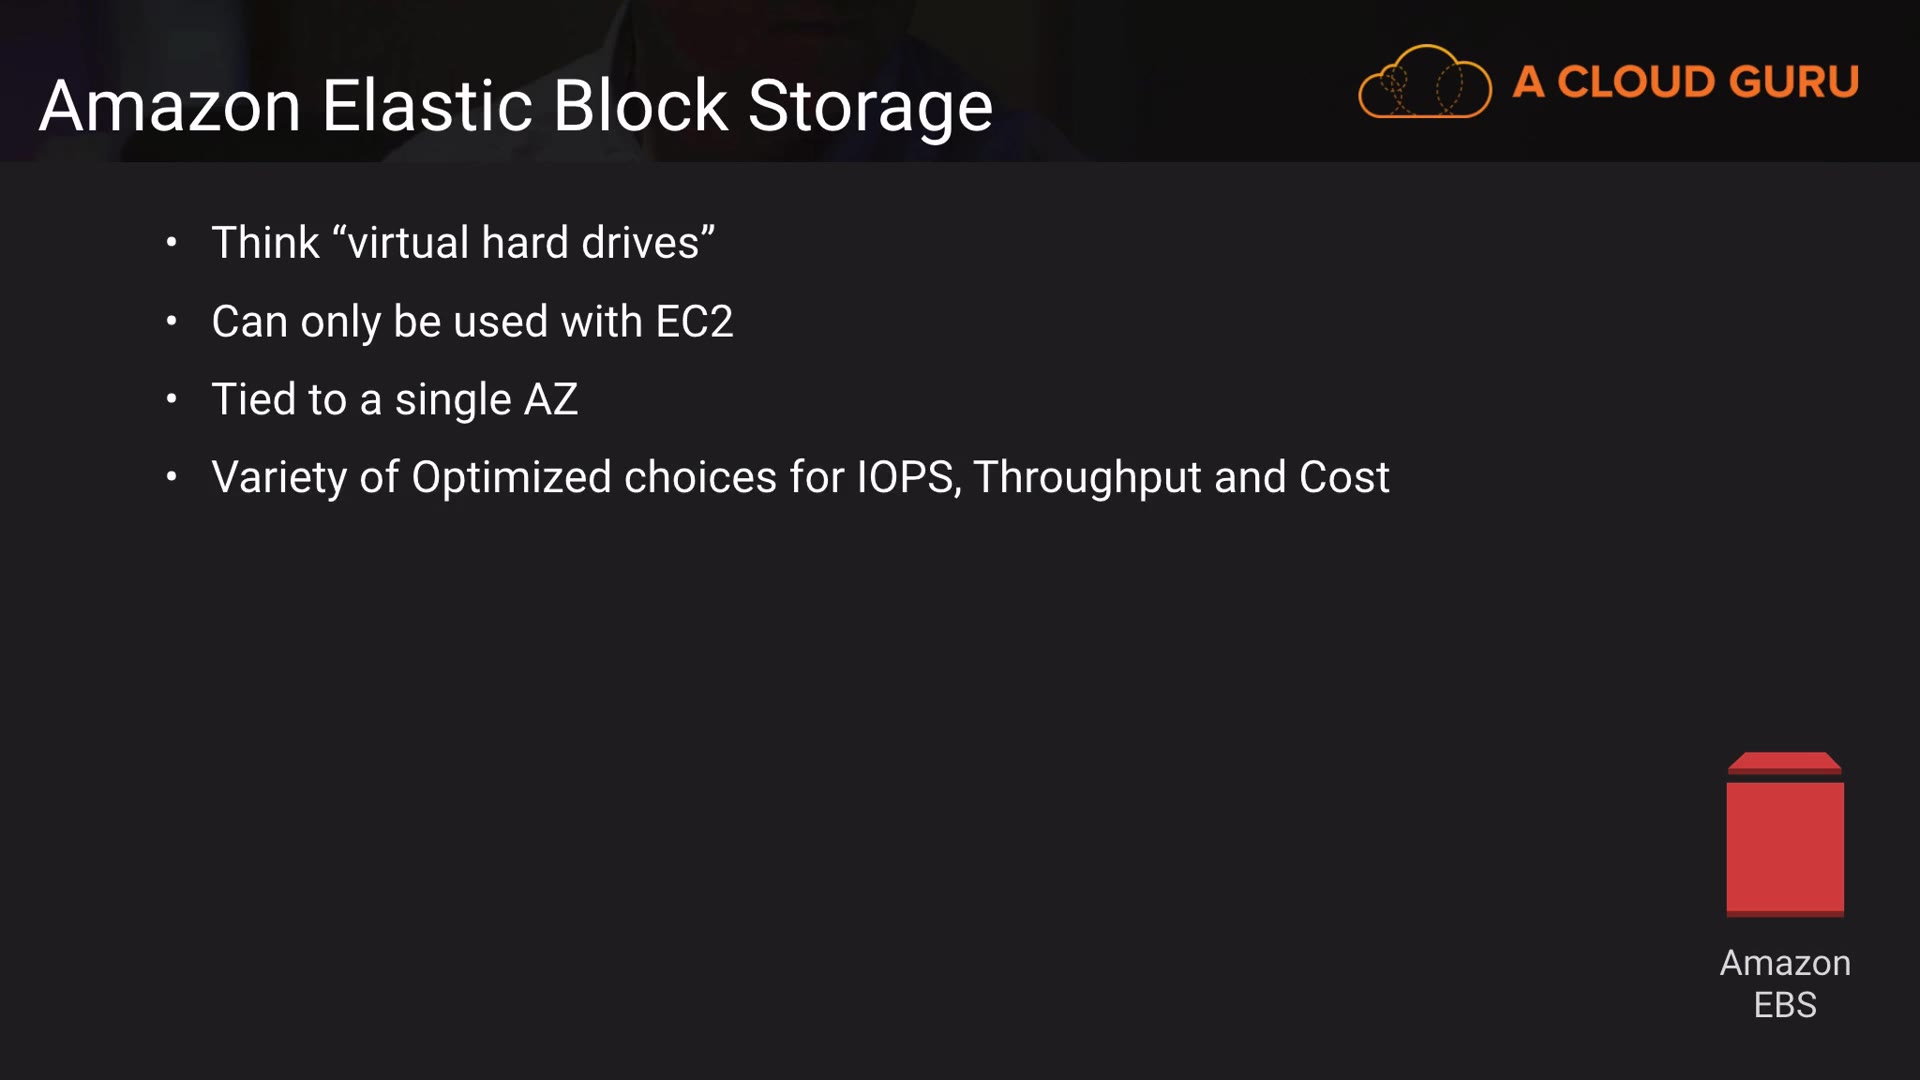 Amazon Elastic Block Storage
A CLOUD GURU
• Think “virtual hard drives”
• Can only be used with EC2
• Tied to a single AZ
• Variety of Optimized choices for IOPS, Throughput and Cost
Amazon
EBS